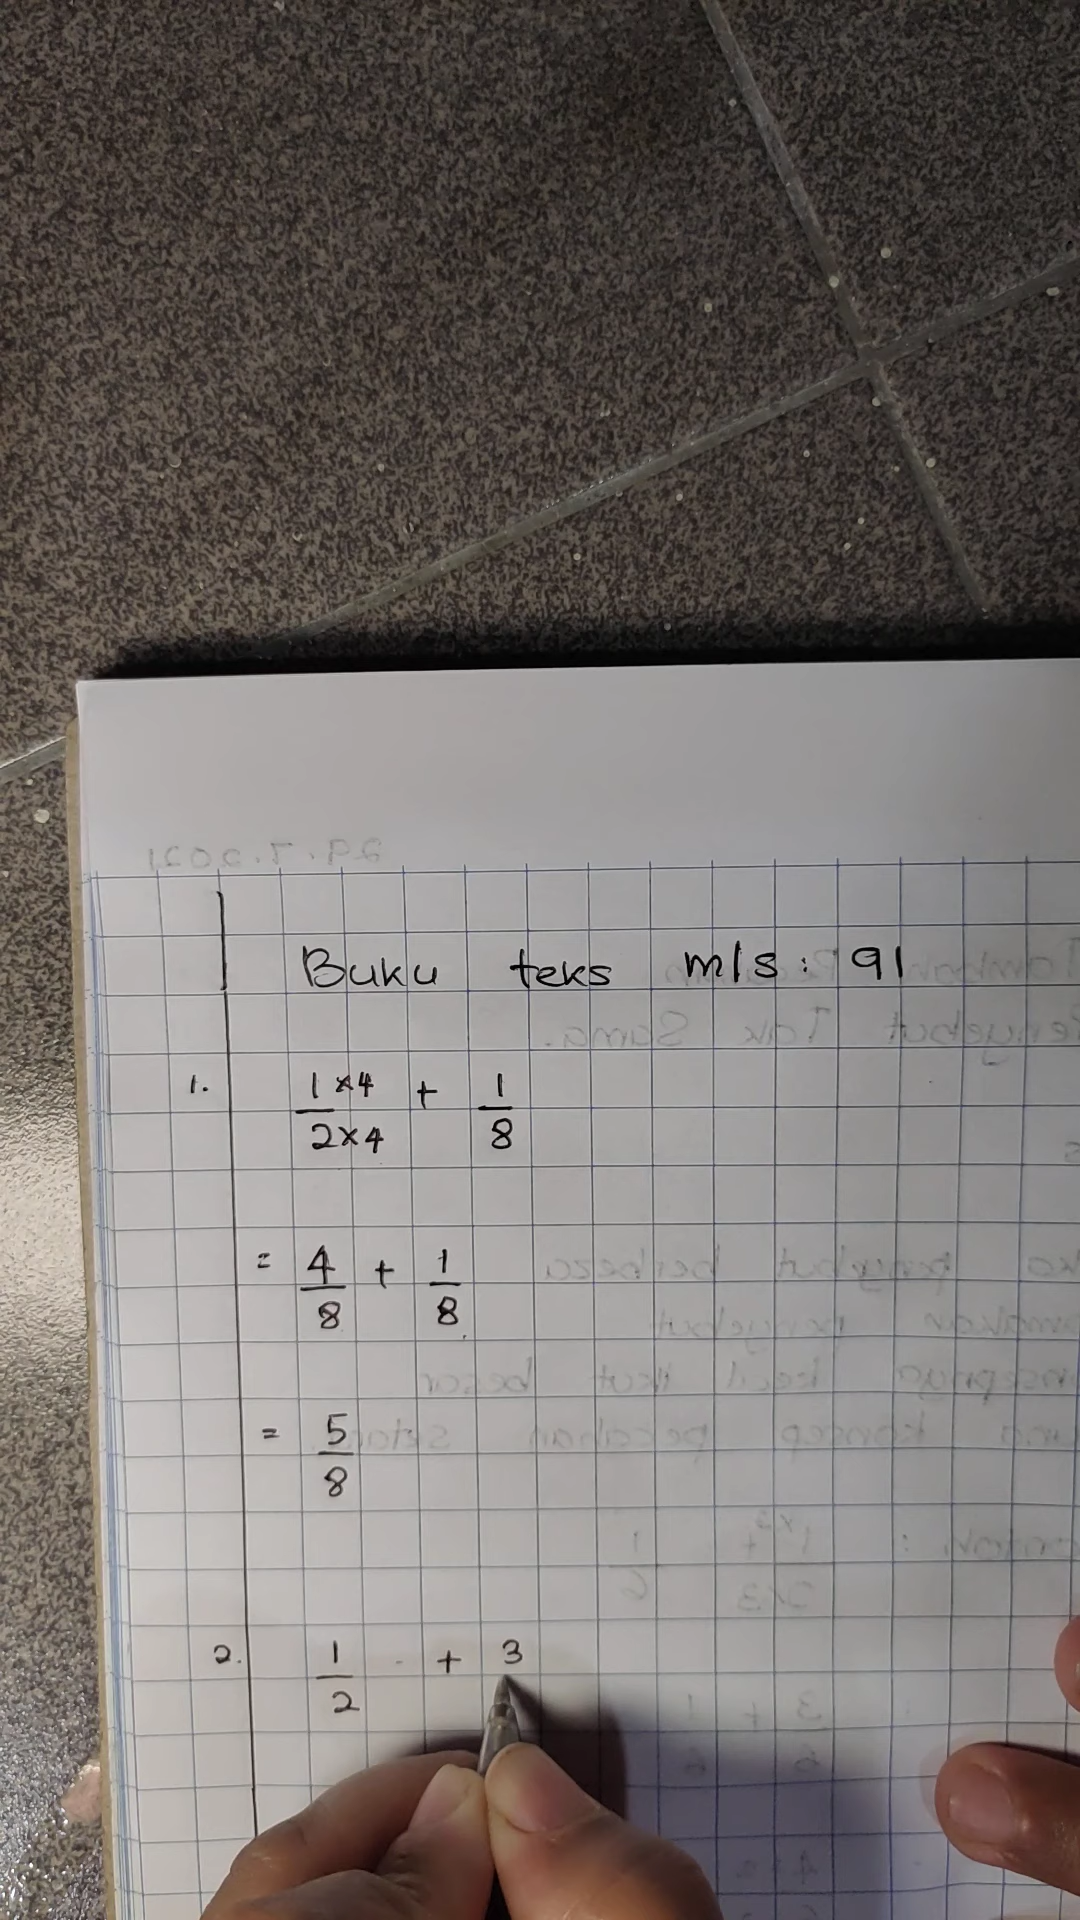 Buku teks m/s: 91
1. 1×4/2×4 + 1/8
= 4/8 + 1/8
= 5/8
2. 1/2 + 3